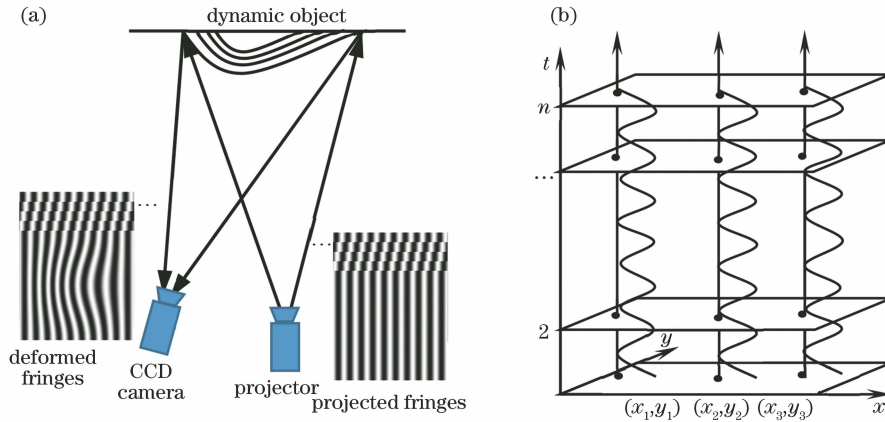 (a)
dynamic object
...
...
deformed
fringes
CCD
camera
projector
projected fringes
(b)
t
n
...
2
y
(x₁,y₁) (x₂,y₂) (x₃,y₃)
x